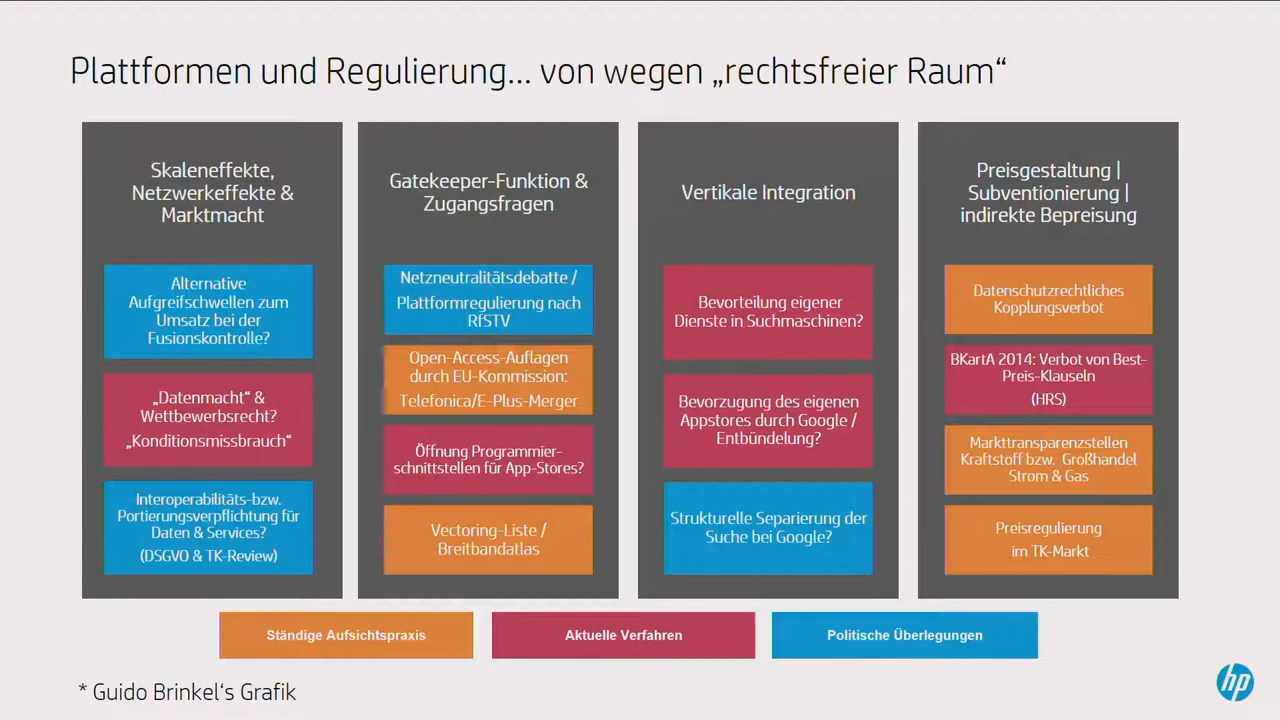 Plattformen und Regulierung... von wegen „rechtsfreier Raum“
Skaleneffekte,
Netzwerkeffekte &
Marktmacht
Alternative
Aufgreifschwellen zum
Umsatz bei der
Fusionskontrolle?
„Datenmacht“ &
Wettbewerbsrecht?
„Konditionsmissbrauch“
Interoperabilitäts-bzw.
Portierungsverpflichtung für
Daten & Services?
(DSGVO & TK-Review)
Gatekeeper-Funktion &
Zugangsfragen
Netzneutralitätsdebatte /
Plattformregulierung nach
RfSTV
Open-Access-Auflagen
durch EU-Kommission:
Telefonica/E-Plus-Merger
Öffnung Programmier-
schnittstellen für App-Stores?
Vectoring-Liste /
Breitbandatlas
Vertikale Integration
Bevorteilung eigener
Dienste in Suchmaschinen?
Bevorzugung des eigenen
Appstores durch Google /
Entbündelung?
Strukturelle Separierung der
Suche bei Google?
Preisgestaltung |
Subventionierung |
indirekte Bepreisung
Datenschutzrechtliches
Kopplungsverbot
BKartA 2014: Verbot von Best-
Preis-Klauseln
(HRS)
Markttransparenzstellen
Kraftstoff bzw. Großhandel
Strom & Gas
Preisregulierung
im TK-Markt
Ständige Aufsichtspraxis
Aktuelle Verfahren
Politische Überlegungen
* Guido Brinkel‘s Grafik
hp